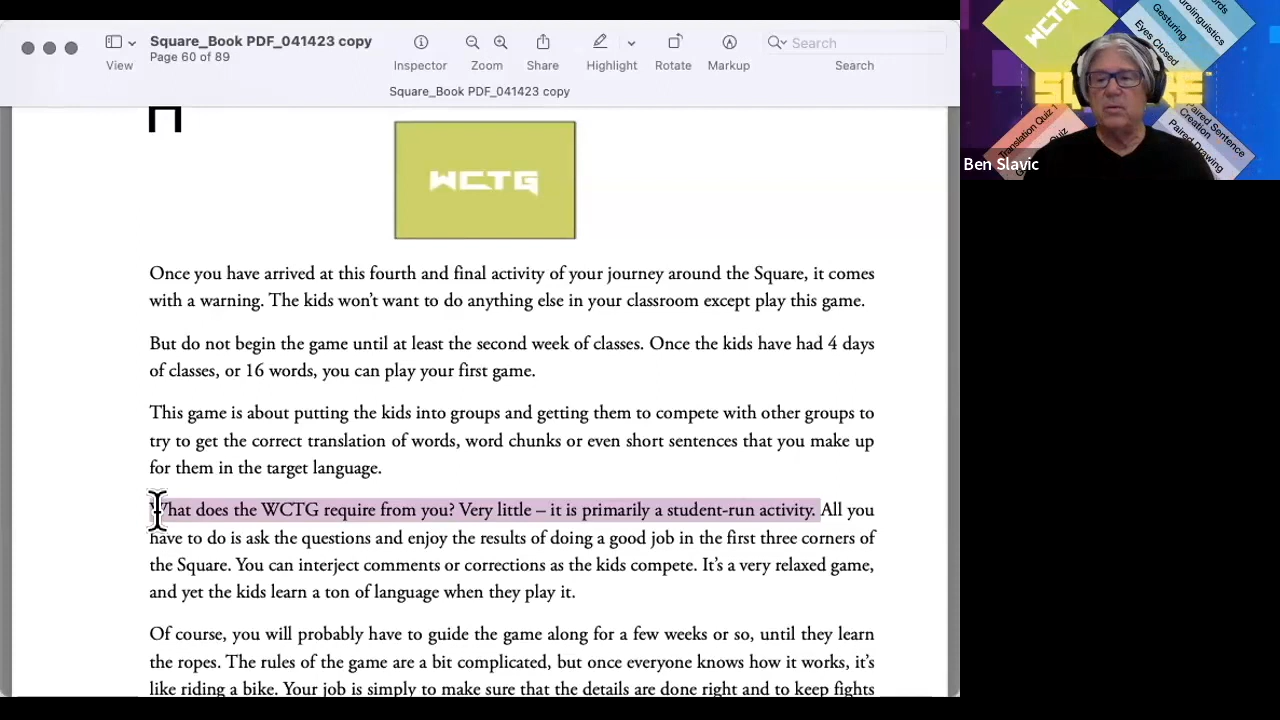 Square_Book PDF_041423 copy
Page 60 of 89
View
Inspector
Zoom
Share
Highlight
Rotate
Markup
Search
Search
Square_Book PDF_041423 copy
WCTG
Once you have arrived at this fourth and final activity of your journey around the Square, it comes
with a warning. The kids won't want to do anything else in your classroom except play this game.
But do not begin the game until at least the second week of classes. Once the kids have had 4 days
of classes, or 16 words, you can play your first game.
This game is about putting the kids into groups and getting them to compete with other groups to
try to get the correct translation of words, word chunks or even short sentences that you make up
for them in the target language.
What does the WCTG require from you? Very little – it is primarily a student-run activity. All you
have to do is ask the questions and enjoy the results of doing a good job in the first three corners of
the Square. You can interject comments or corrections as the kids compete. It's a very relaxed game,
and yet the kids learn a ton of language when they play it.
Of course, you will probably have to guide the game along for a few weeks or so, until they learn
the ropes. The rules of the game are a bit complicated, but once everyone knows how it works, it's
like riding a bike. Your job is simply to make sure that the details are done right and to keep fights
WCTG
Gesturing
Eyes Closed
Translation Quiz 1
Paired Sentence
Creation
Paired Drawing
Ben Slavic